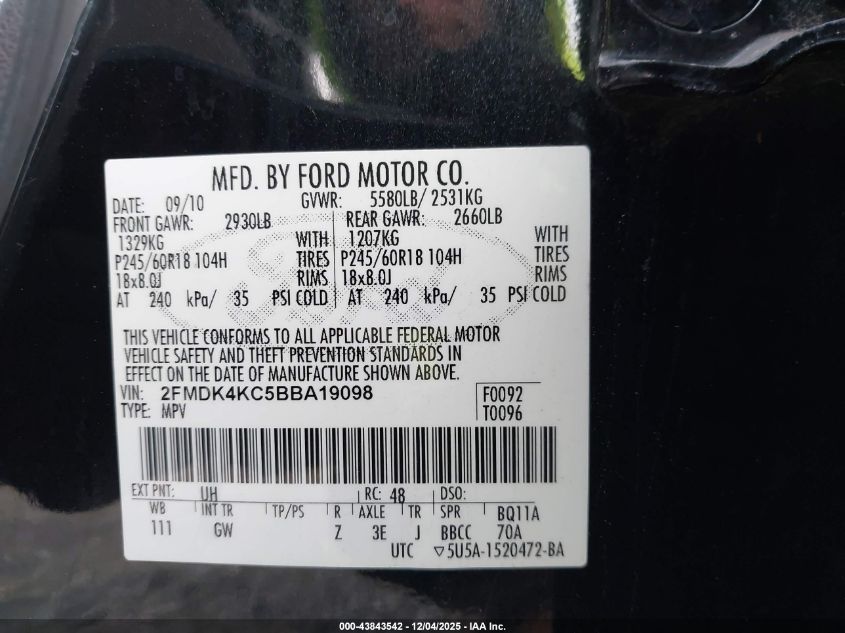 MFD. BY FORD MOTOR CO.
DATE: 09/10 GVWR: 5580LB/ 2531KG
FRONT GAWR: 2930LB REAR GAWR: 2660LB
1329KG WITH 1207KG WITH
P245/60R18 104H TIRES P245/60R18 104H TIRES
18x8.0J RIMS 18x8.0J RIMS
AT 240 kPa/ 35 PSI COLD AT 240 kPa/ 35 PSI COLD
THIS VEHICLE CONFORMS TO ALL APPLICABLE FEDERAL MOTOR
VEHICLE SAFETY AND THEFT PREVENTION STANDARDS IN
EFFECT ON THE DATE OF MANUFACTURE SHOWN ABOVE.
VIN: 2FMDK4KC5BBA19098 F0092
TYPE: MPV T0096
EXT PNT: UH RC: 48 DSO:
WB INT TR TP/PS R AXLE TR SPR BQ11A
111 GW Z 3E J BBCC 70A
UTC ▽5U5A-1520472-BA
000-43843542 - 12/04/2025 - IAA Inc.